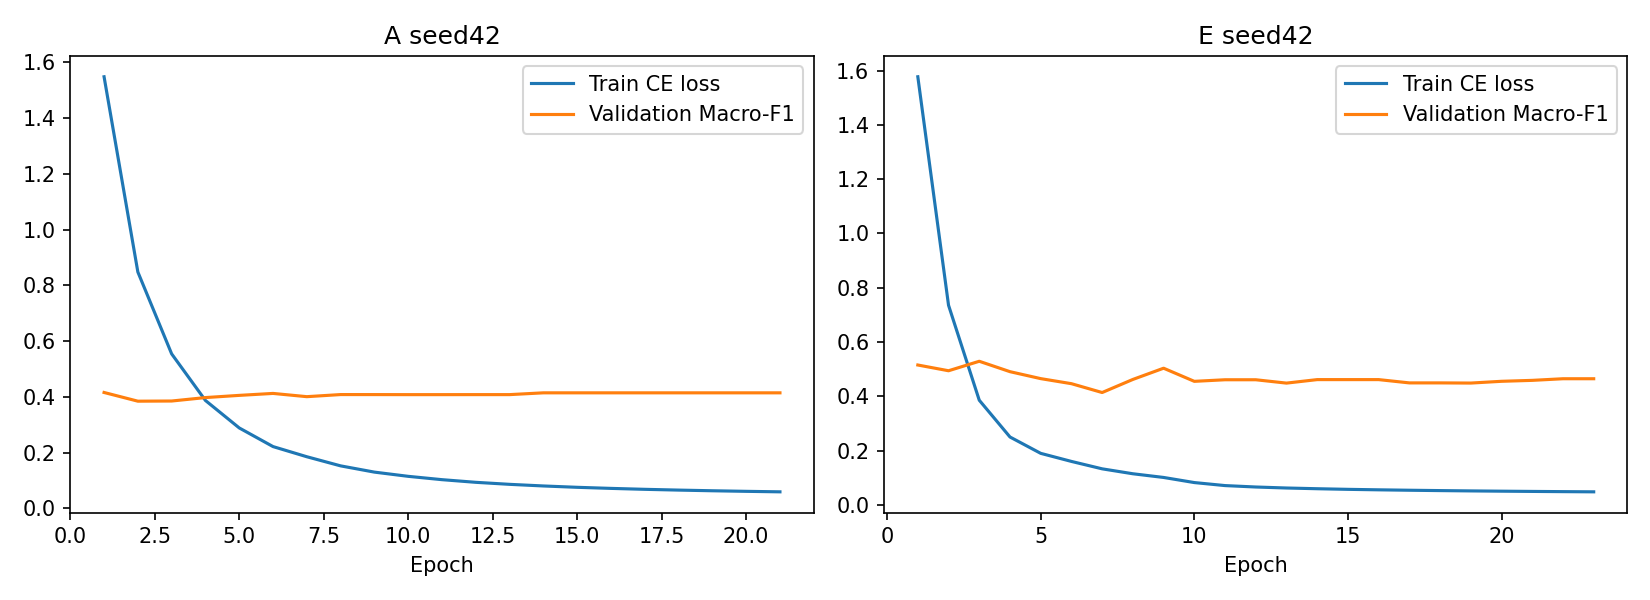 A seed42
Train CE loss
Validation Macro-F1
1.6
1.4
1.2
1.0
0.8
0.6
0.4
0.2
0.0
0.0 2.5 5.0 7.5 10.0 12.5 15.0 17.5 20.0
Epoch
E seed42
Train CE loss
Validation Macro-F1
1.6
1.4
1.2
1.0
0.8
0.6
0.4
0.2
0.0
0 5 10 15 20
Epoch